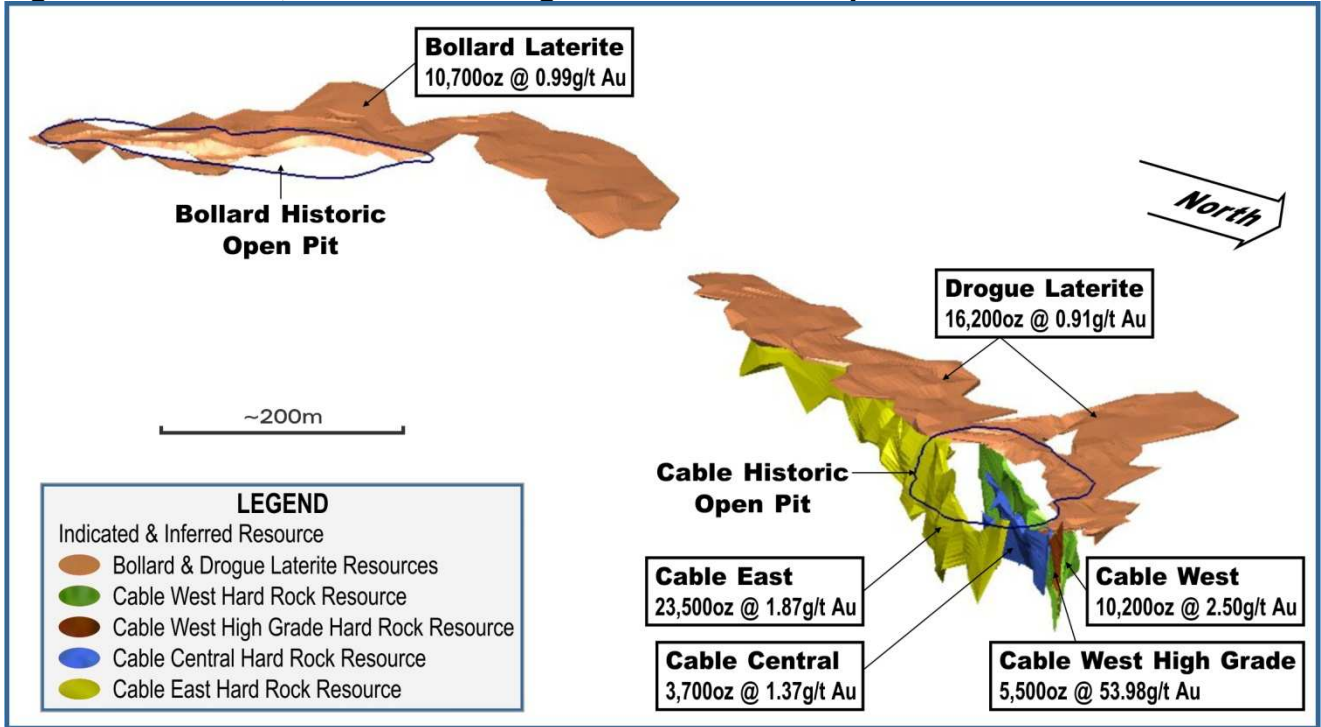 Bollard Laterite
10,700oz @ 0.99g/t Au
Bollard Historic
Open Pit
North
Drogue Laterite
16,200oz @ 0.91g/t Au
~200m
Cable Historic
Open Pit
LEGEND
Indicated & Inferred Resource
Bollard & Drogue Laterite Resources
Cable West Hard Rock Resource
Cable West High Grade Hard Rock Resource
Cable Central Hard Rock Resource
Cable East Hard Rock Resource
Cable East
23,500oz @ 1.87g/t Au
Cable West
10,200oz @ 2.50g/t Au
Cable Central
3,700oz @ 1.37g/t Au
Cable West High Grade
5,500oz @ 53.98g/t Au